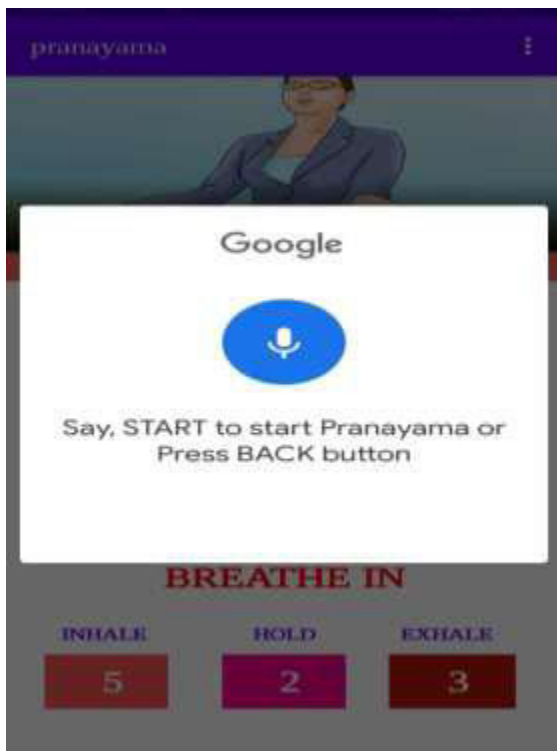 pranayama
Google
Say, START to start Pranayama or
Press BACK button
BREATHE IN
INHALE HOLD EXHALE
5 2 3